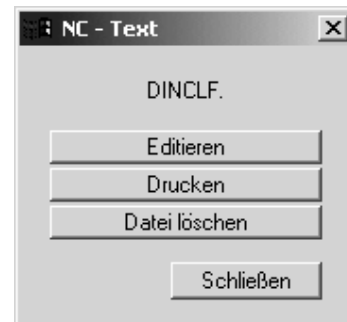 NC - Text
DINCLF.
Editieren
Drucken
Datei löschen
Schließen